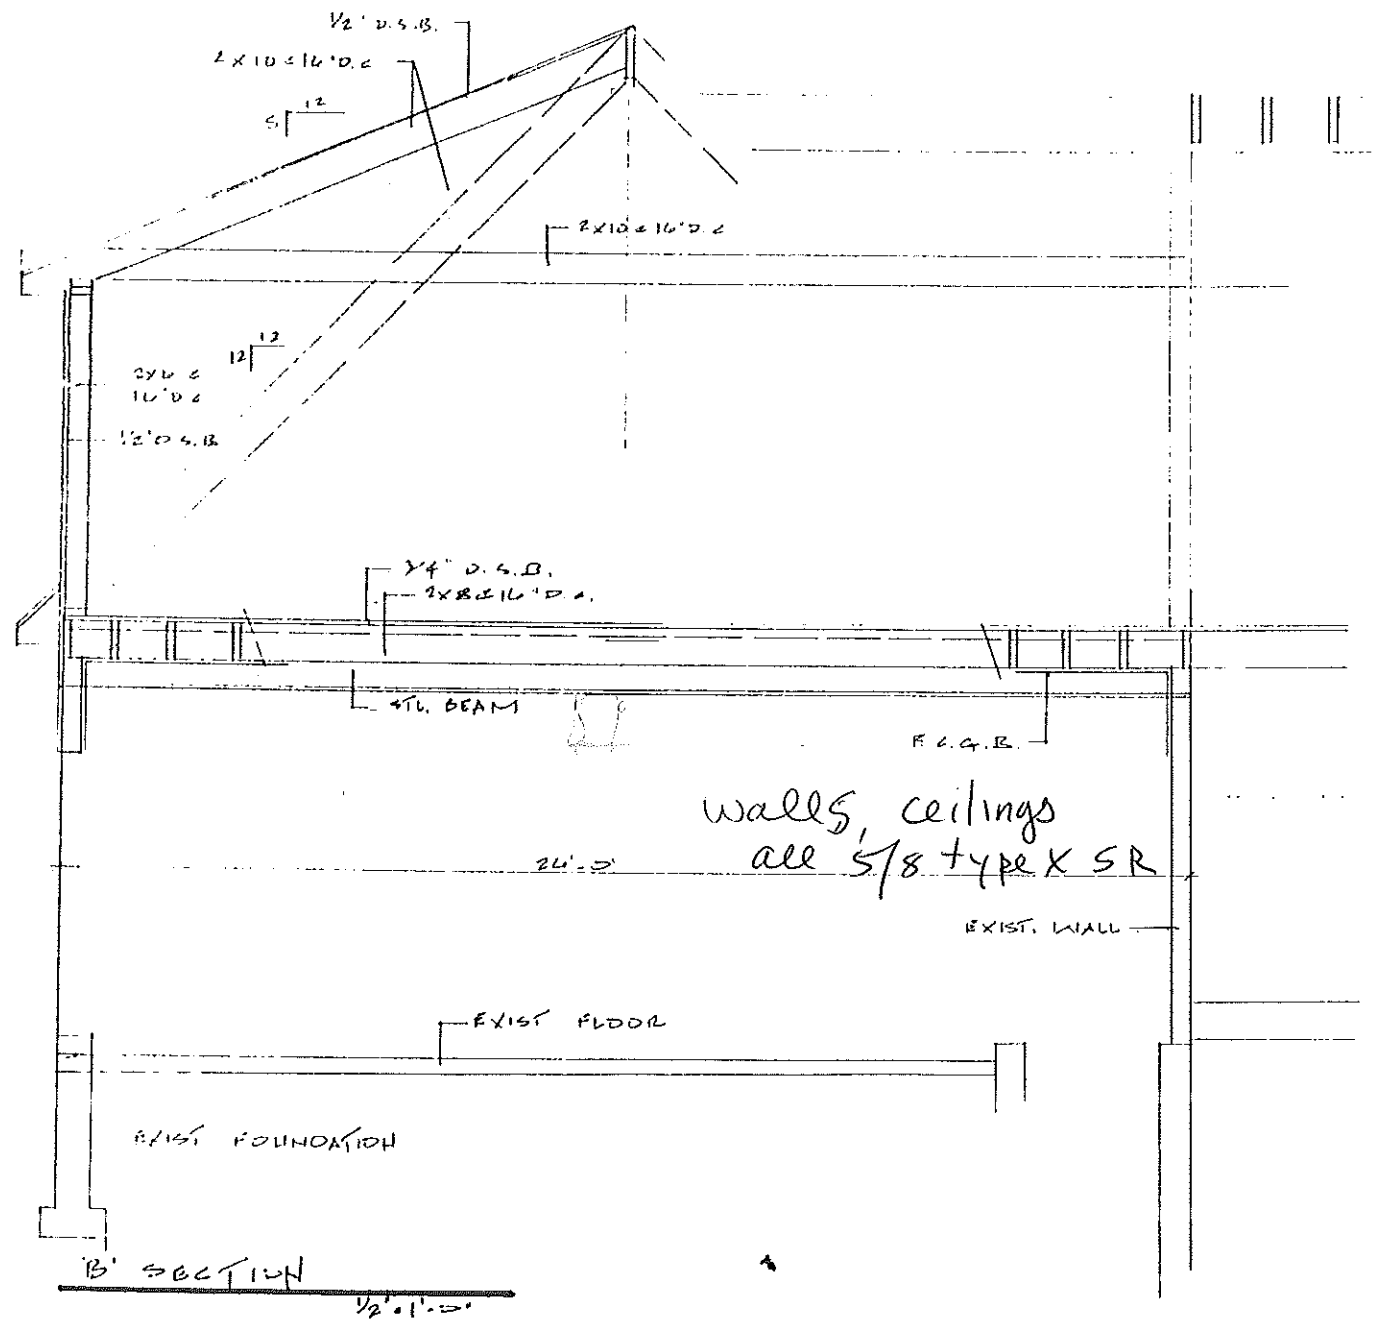 1/2" O.S.B.
2X10 @ 16" O.C
12
5
2X10 @ 16" O.C
12
12
2X6 @
16" O.C
1/2" O.S.B.
3/4" O.S.B.
2X8 @ 16" O.C.
STL. BEAM
F.C.G.B.
walls, ceilings
all 5/8 type X SR
24'-0"
EXIST. WALL
EXIST FLOOR
EXIST FOUNDATION
'B' SECTION
1/2"=1'-0"